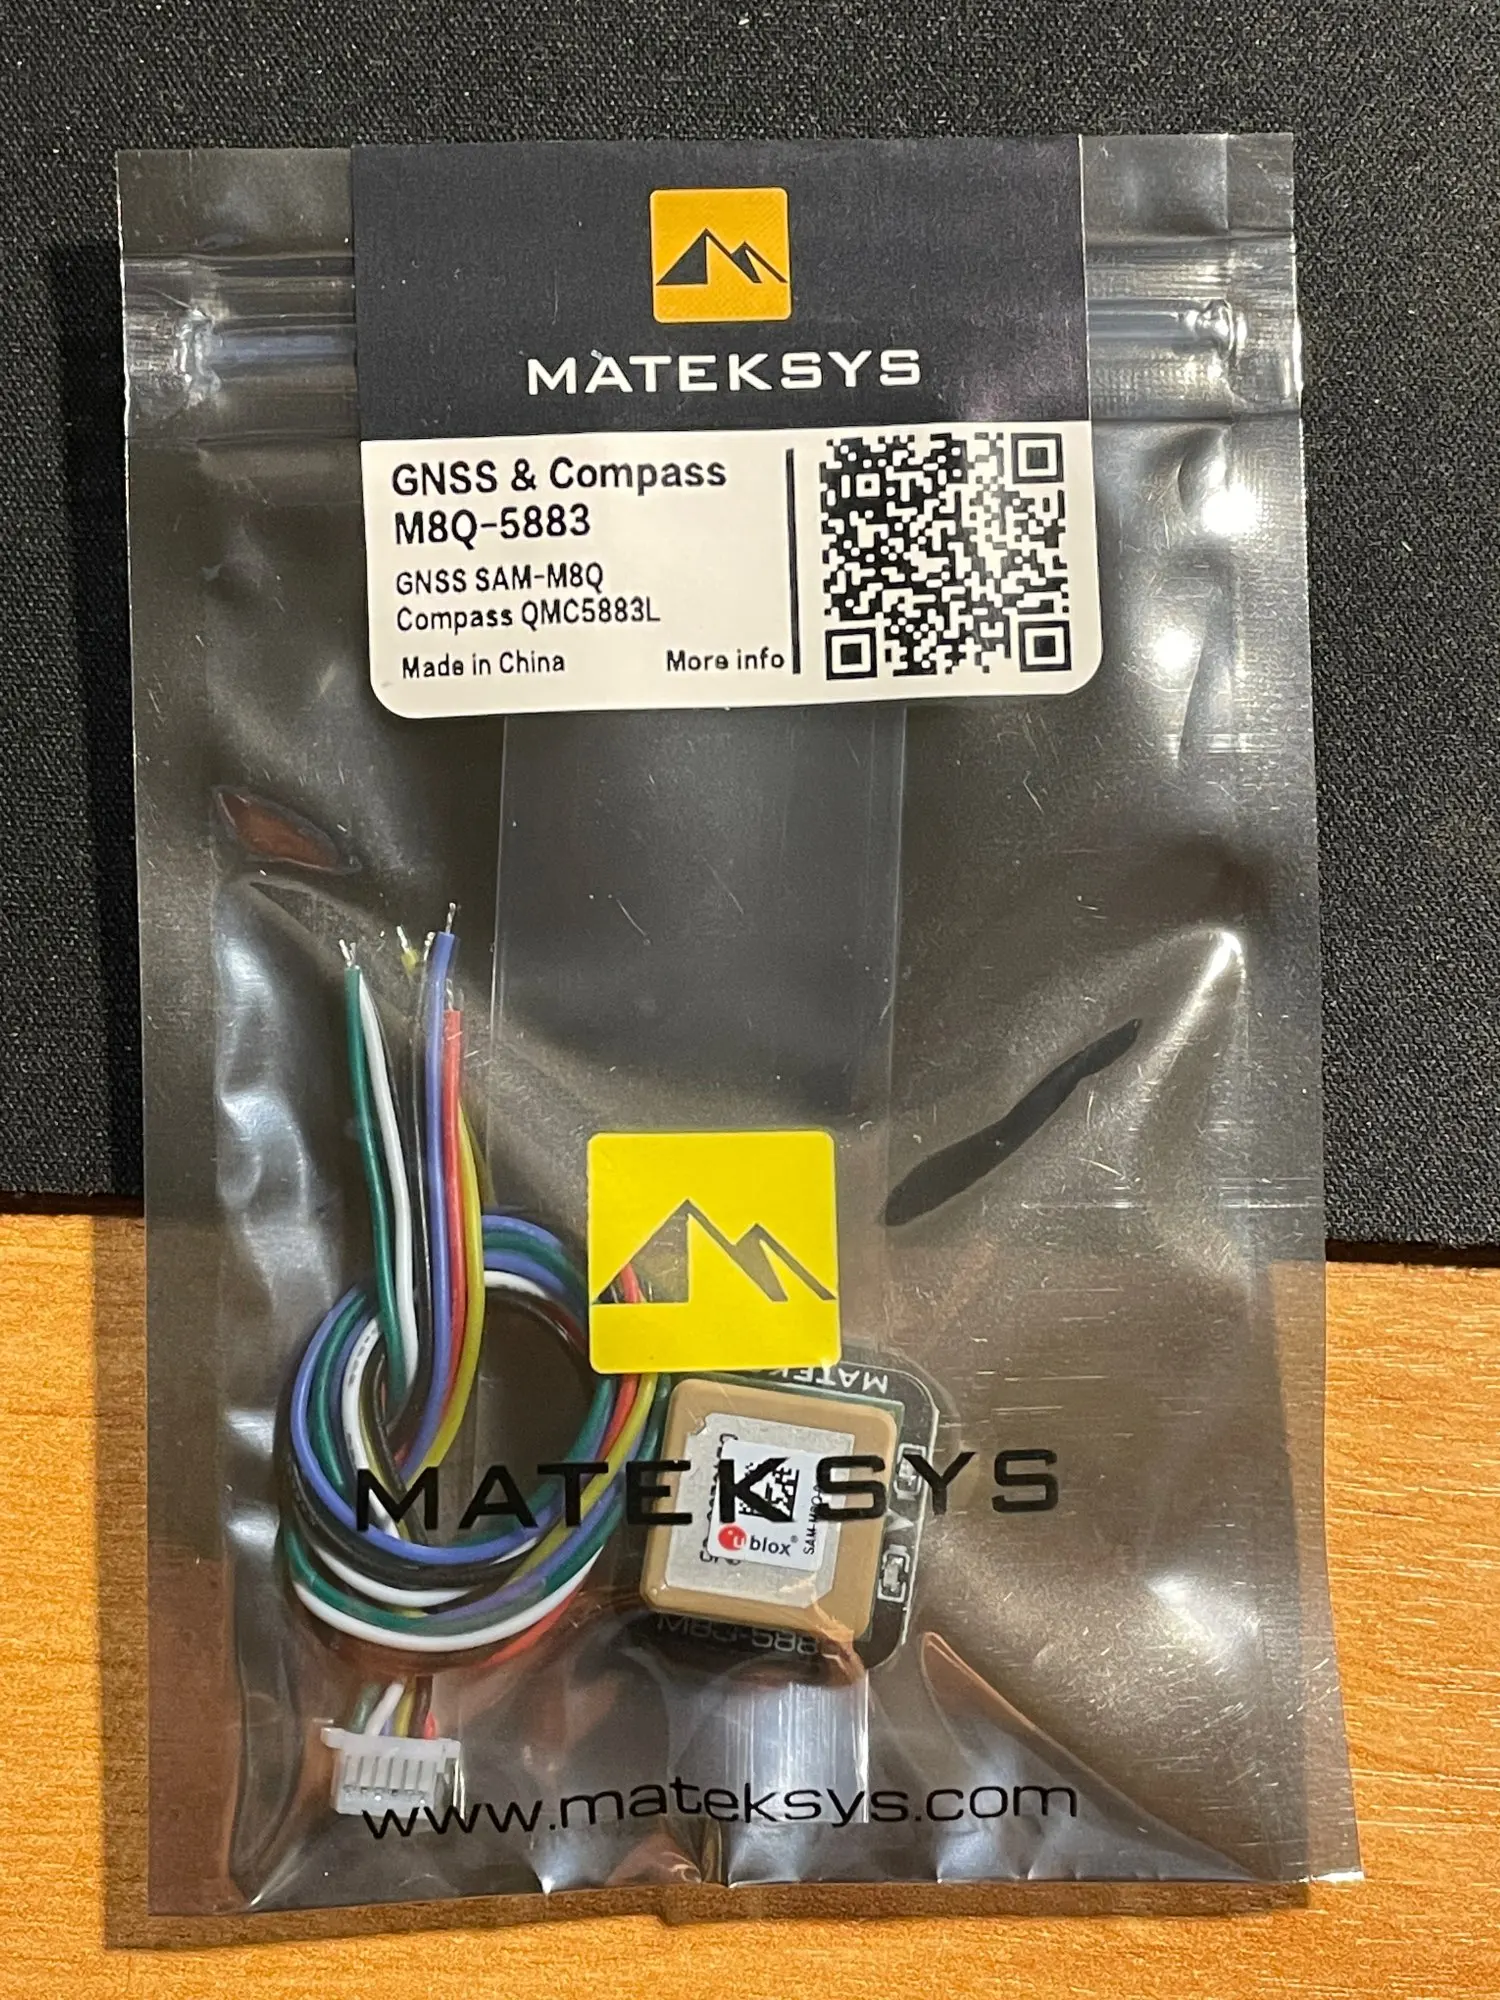 MATEKSYS
GNSS & Compass
M8Q-5883
GNSS SAM-M8Q
Compass QMC5883L
Made in China
More info
MATEKSYS
ublox
www.mateksys.com